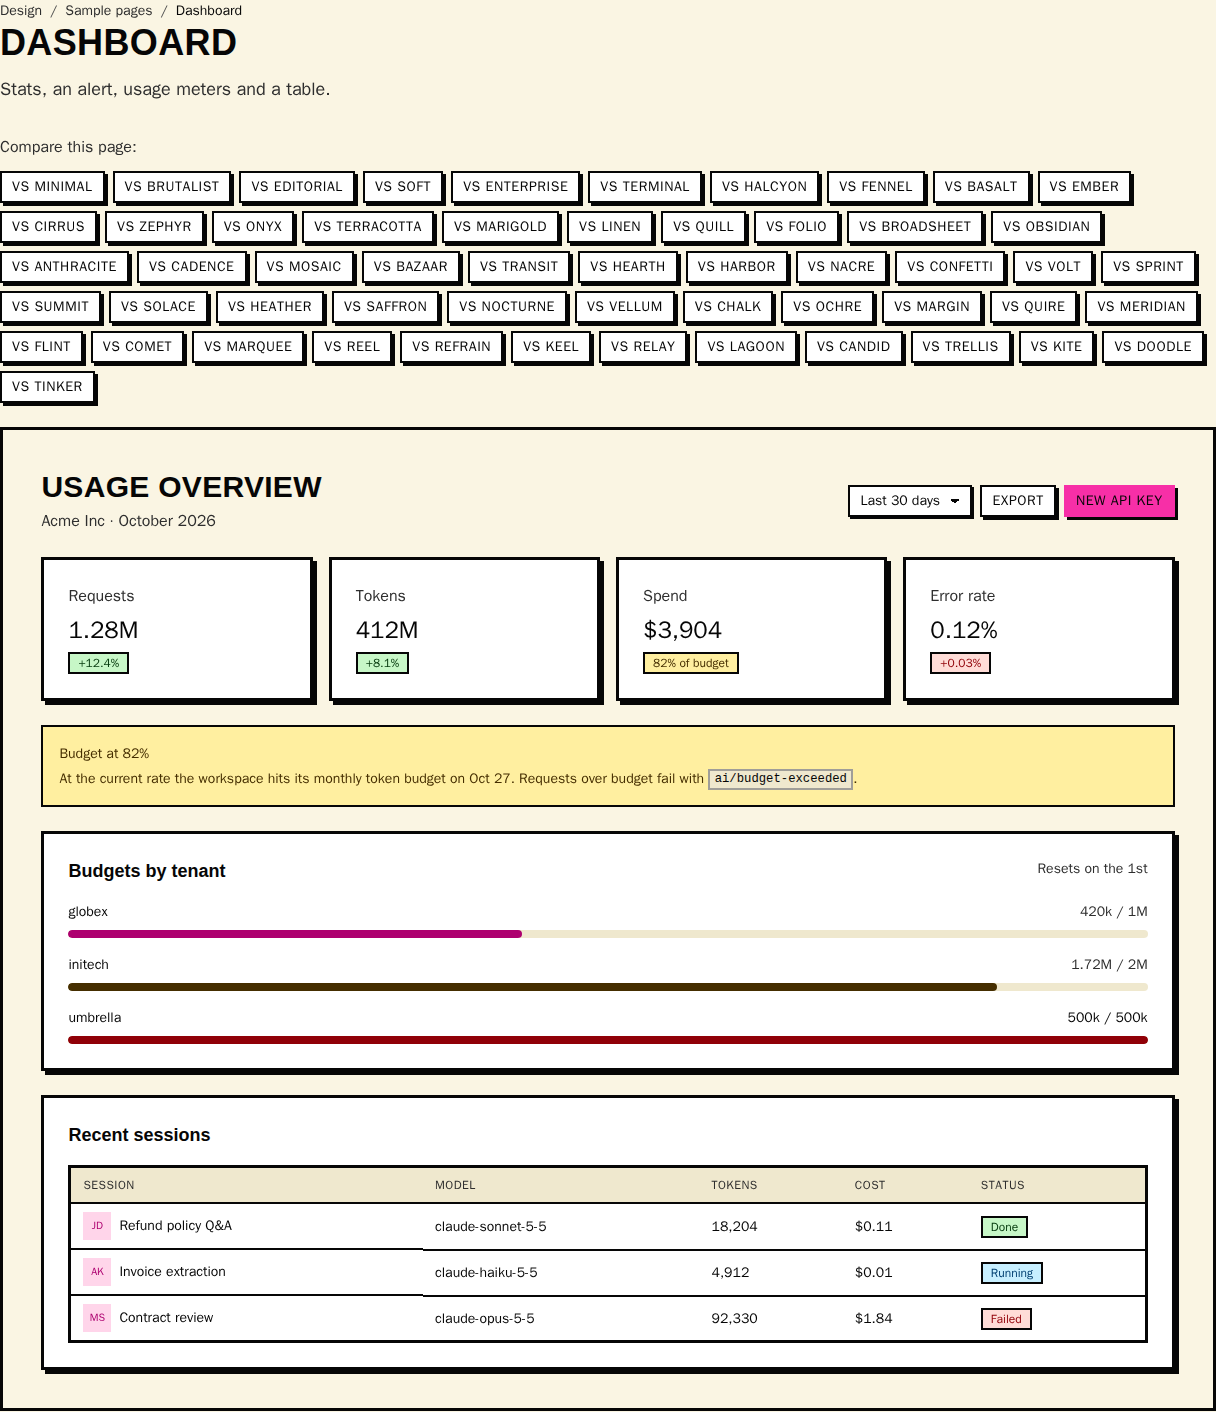 Design / Sample pages / Dashboard
DASHBOARD
Stats, an alert, usage meters and a table.
Compare this page:
VS MINIMAL VS BRUTALIST VS EDITORIAL VS SOFT VS ENTERPRISE VS TERMINAL VS HALCYON VS FENNEL VS BASALT VS EMBER
VS CIRRUS VS ZEPHYR VS ONYX VS TERRACOTTA VS MARIGOLD VS LINEN VS QUILL VS FOLIO VS BROADSHEET VS OBSIDIAN
VS ANTHRACITE VS CADENCE VS MOSAIC VS BAZAAR VS TRANSIT VS HEARTH VS HARBOR VS NACRE VS CONFETTI VS VOLT VS SPRINT
VS SUMMIT VS SOLACE VS HEATHER VS SAFFRON VS NOCTURNE VS VELLUM VS CHALK VS OCHRE VS MARGIN VS QUIRE VS MERIDIAN
VS FLINT VS COMET VS MARQUEE VS REEL VS REFRAIN VS KEEL VS RELAY VS LAGOON VS CANDID VS TRELLIS VS KITE VS DOODLE
VS TINKER
USAGE OVERVIEW
Acme Inc · October 2026
Last 30 days EXPORT NEW API KEY
Requests Tokens Spend Error rate
1.28M 412M $3,904 0.12%
+12.4% +8.1% 82% of budget +0.03%
Budget at 82%
At the current rate the workspace hits its monthly token budget on Oct 27. Requests over budget fail with ai/budget-exceeded.
Budgets by tenant Resets on the 1st
globex 420k / 1M
initech 1.72M / 2M
umbrella 500k / 500k
Recent sessions
SESSION MODEL TOKENS COST STATUS
JD Refund policy Q&A claude-sonnet-5-5 18,204 $0.11 Done
AK Invoice extraction claude-haiku-5-5 4,912 $0.01 Running
MS Contract review claude-opus-5-5 92,330 $1.84 Failed